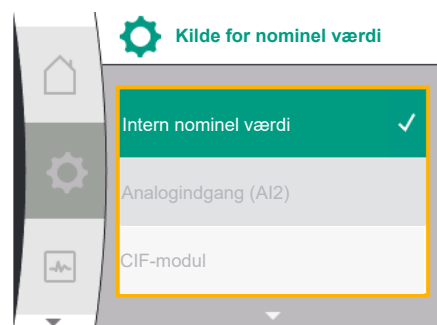 Kilde for nominel værdi
Intern nominel værdi
Analogindgang (AI2)
CIF-modul